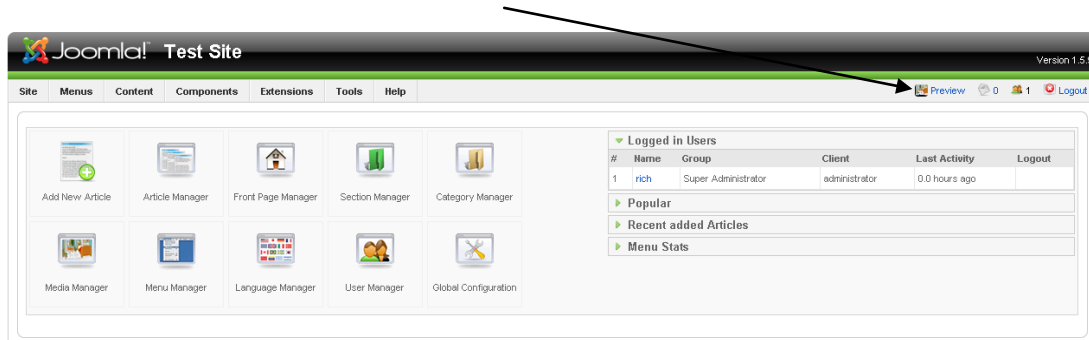 Joomla! Test Site
Version 1.5.9
Site Menus Content Components Extensions Tools Help Preview 0 1 Logout
Add New Article Article Manager Front Page Manager Section Manager Category Manager
Media Manager Menu Manager Language Manager User Manager Global Configuration
Logged in Users
# Name Group Client Last Activity Logout
1 rich Super Administrator administrator 0.0 hours ago
Popular
Recent added Articles
Menu Stats